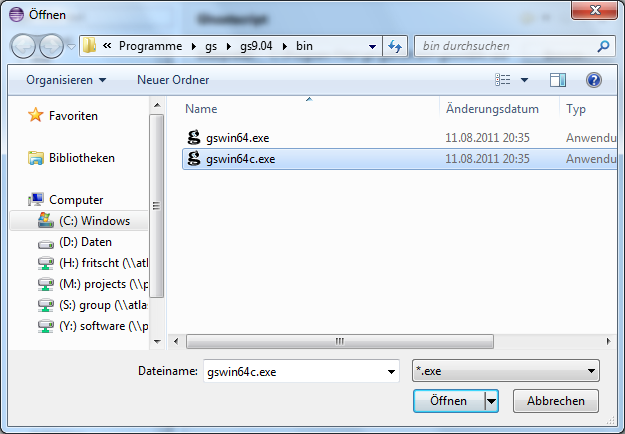 Öffnen
Ghostscript
« Programme ▸ gs ▸ gs9.04 ▸ bin
bin durchsuchen
Organisieren
Neuer Ordner
Favoriten
Bibliotheken
Computer
(C:) Windows
(D:) Daten
(H:) fritscht (\\atlas
(M:) projects (\\p
(S:) group (\\atla
(Y:) software (\\p
Name Änderungsdatum Typ
gswin64.exe 11.08.2011 20:35 Anwendu
gswin64c.exe 11.08.2011 20:35 Anwendu
Dateiname: gswin64c.exe
*.exe
Öffnen
Abbrechen